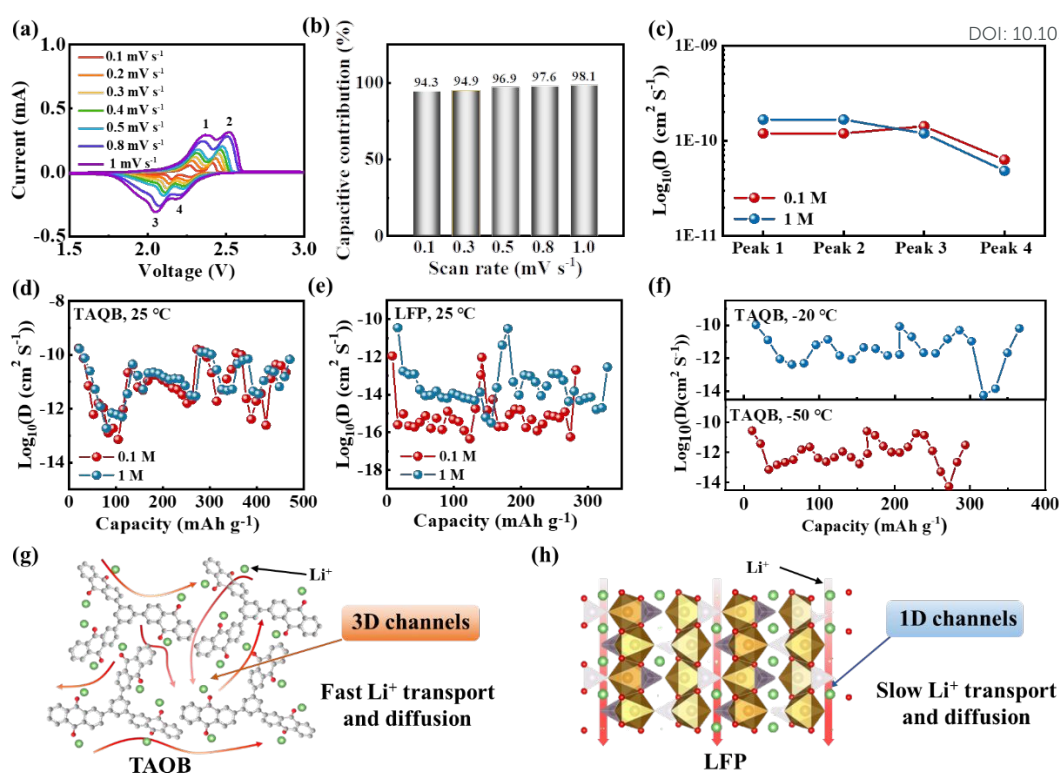 DOI: 10.10
(a)
1.0
0.5
0.0
-0.5
Current (mA)
0.1 mV s⁻¹
0.2 mV s⁻¹
0.3 mV s⁻¹
0.4 mV s⁻¹
0.5 mV s⁻¹
0.8 mV s⁻¹
1 mV s⁻¹
1 2
3 4
1.5 2.0 2.5 3.0
Voltage (V)
(b)
Capacitive contribution (%)
100
50
0
94.3 94.9 96.9 97.6 98.1
0.1 0.3 0.5 0.8 1.0
Scan rate (mV s⁻¹)
(c)
Log₁₀(D (cm² S⁻¹))
1E-09
1E-10
1E-11
0.1 M
1 M
Peak 1 Peak 2 Peak 3 Peak 4
(d)
TAQB, 25 °C
Log₁₀(D (cm² S⁻¹))
-8
-10
-12
-14
0.1 M
1 M
0 100 200 300 400 500
Capacity (mAh g⁻¹)
(e)
LFP, 25 °C
Log₁₀(D (cm² S⁻¹))
-8
-10
-12
-14
-16
-18
0.1 M
1 M
0 100 200 300
Capacity (mAh g⁻¹)
(f)
TAQB, -20 °C
-10
-12
-14
TAQB, -50 °C
-10
-12
-14
Log₁₀(D(cm² S⁻¹))
0 100 200 300 400
Capacity (mAh g⁻¹)
(g)
Li⁺
3D channels
Fast Li⁺ transport
and diffusion
TAQB
(h)
Li⁺
1D channels
Slow Li⁺ transport
and diffusion
LFP